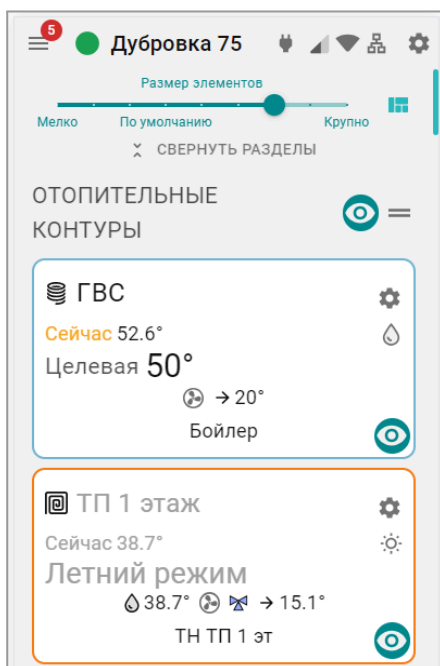 5
Дубровка 75
Размер элементов
Мелко По умолчанию Крупно
СВЕРНУТЬ РАЗДЕЛЫ
ОТОПИТЕЛЬНЫЕ
КОНТУРЫ
ГВС
Сейчас 52.6°
Целевая 50°
→ 20°
Бойлер
ТП 1 этаж
Сейчас 38.7°
Летний режим
38.7° → 15.1°
ТН ТП 1 эт